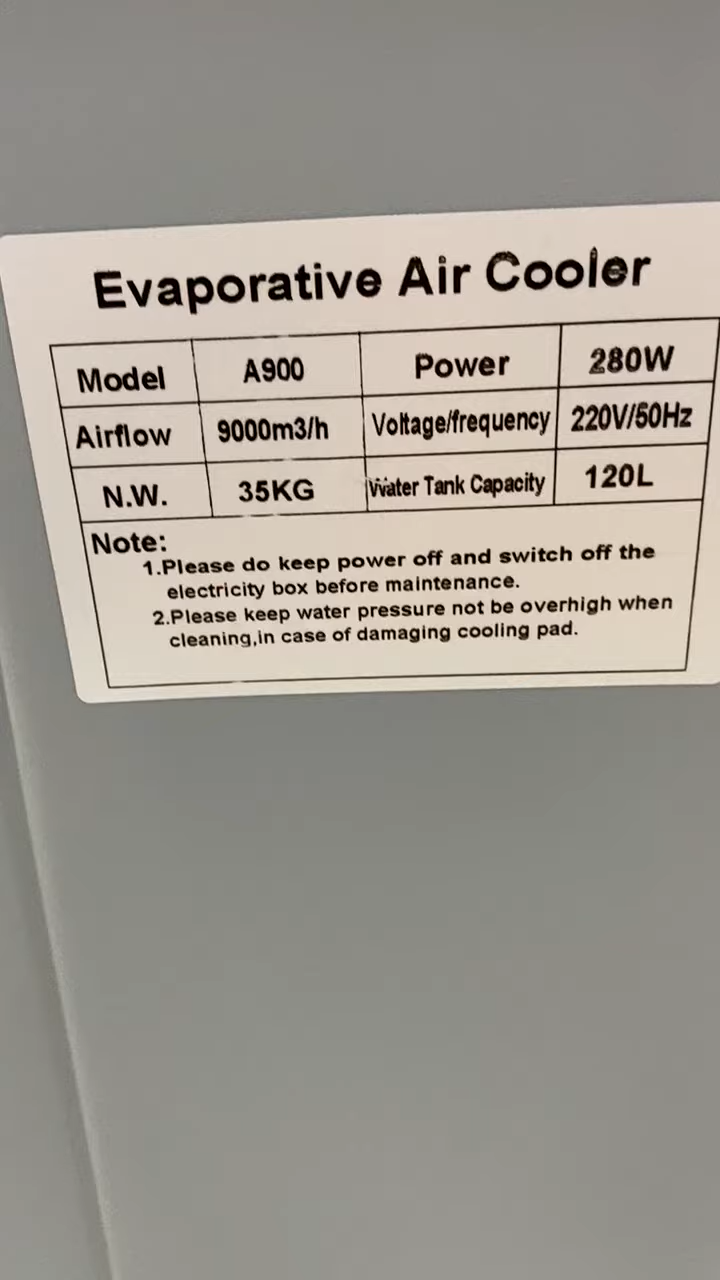 Evaporative Air Cooler
Model A900 Power 280W
Airflow 9000m3/h Voltage/frequency 220V/50Hz
N.W. 35KG Water Tank Capacity 120L
Note:
1.Please do keep power off and switch off the
electricity box before maintenance.
2.Please keep water pressure not be overhigh when
cleaning,in case of damaging cooling pad.